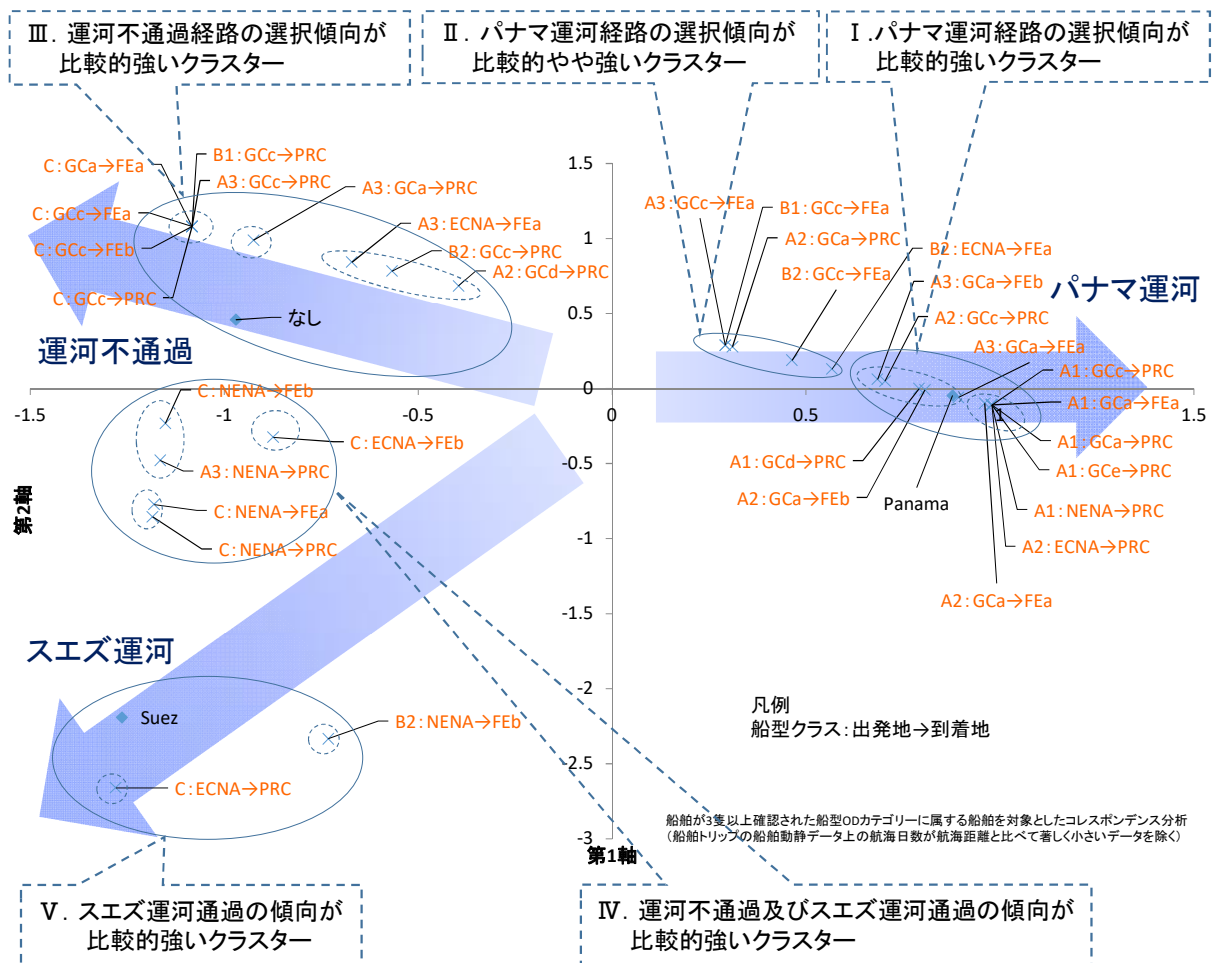 Ⅲ．運河不通過経路の選択傾向が
比較的強いクラスター
Ⅱ．パナマ運河経路の選択傾向が
比較的やや強いクラスター
Ⅰ.パナマ運河経路の選択傾向が
比較的強いクラスター
C：GCa→FEa
B1：GCc→PRC
A3：GCc→PRC
A3：GCa→PRC
C：GCc→FEa
A3：ECNA→FEa
C：GCc→FEb
B2：GCc→PRC
A2：GCd→PRC
C：GCc→PRC
なし
運河不通過
1.5
1
0.5
0
-0.5
-1
-1.5
-2
-2.5
-3
A3：GCc→FEa
B1：GCc→FEa
A2：GCa→PRC
B2：GCc→FEa
B2：ECNA→FEa
A3：GCa→FEb
A2：GCc→PRC
A3：GCa→FEa
パナマ運河
A1：GCc→PRC
A1：GCa→FEa
A1：GCa→PRC
A1：GCe→PRC
A1：NENA→PRC
A2：ECNA→PRC
A2：GCa→FEa
A1：GCd→PRC
A2：GCa→FEb
Panama
-1.5
-1
-0.5
0
0.5
1
1.5
C：NENA→FEb
C：ECNA→FEb
A3：NENA→PRC
C：NENA→FEa
C：NENA→PRC
第2軸
スエズ運河
Suez
B2：NENA→FEb
C：ECNA→PRC
凡例
船型クラス：出発地→到着地
船舶が3隻以上確認された船型ODカテゴリーに属する船舶を対象としたコレスポンデンス分析
（船舶トリップの船舶動静データ上の航海日数が航海距離と比べて著しく小さいデータを除く）
第1軸
Ⅴ．スエズ運河通過の傾向が
比較的強いクラスター
Ⅳ．運河不通過及びスエズ運河通過の傾向が
比較的強いクラスター